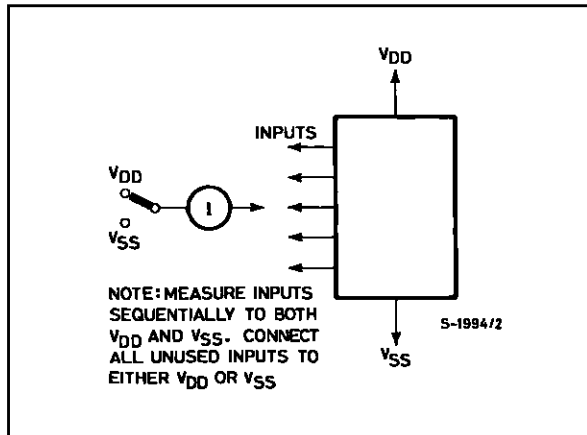 VDD
INPUTS
VDD
I
VSS
NOTE: MEASURE INPUTS
SEQUENTIALLY TO BOTH
VDD AND VSS. CONNECT
ALL UNUSED INPUTS TO
EITHER VDD OR VSS
S-1994/2
VSS